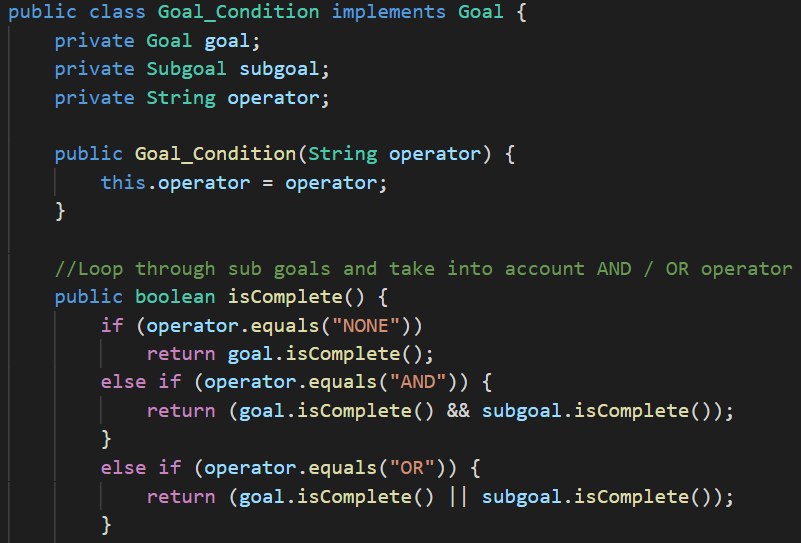 public class Goal_Condition implements Goal {
    private Goal goal;
    private Subgoal subgoal;
    private String operator;

    public Goal_Condition(String operator) {
        this.operator = operator;
    }

    //Loop through sub goals and take into account AND / OR operator
    public boolean isComplete() {
        if (operator.equals("NONE"))
            return goal.isComplete();
        else if (operator.equals("AND")) {
            return (goal.isComplete() && subgoal.isComplete());
        }
        else if (operator.equals("OR")) {
            return (goal.isComplete() || subgoal.isComplete());
        }